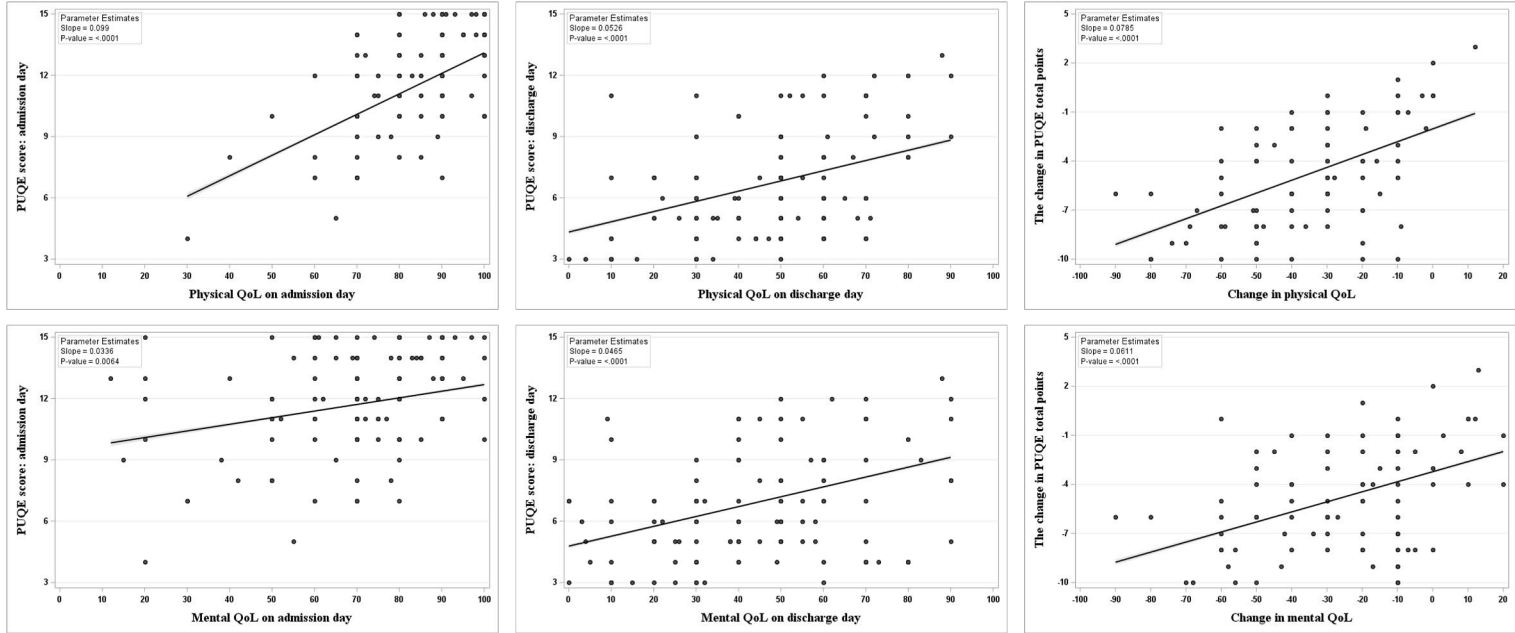 Parameter Estimates
Slope = 0.099
P-value = <.0001
PUQE score: admission day
15
12
9
6
3
0 10 20 30 40 50 60 70 80 90 100
Physical QoL on admission day
Parameter Estimates
Slope = 0.0526
P-value = <.0001
PUQE score: discharge day
15
12
9
6
3
0 10 20 30 40 50 60 70 80 90 100
Physical QoL on discharge day
Parameter Estimates
Slope = 0.0785
P-value = <.0001
The change in PUQE total points
5
2
-1
-4
-7
-10
-100 -90 -80 -70 -60 -50 -40 -30 -20 -10 0 10 20
Change in physical QoL
Parameter Estimates
Slope = 0.0336
P-value = 0.0064
PUQE score: admission day
15
12
9
6
3
0 10 20 30 40 50 60 70 80 90 100
Mental QoL on admission day
Parameter Estimates
Slope = 0.0465
P-value = <.0001
PUQE score: discharge day
15
12
9
6
3
0 10 20 30 40 50 60 70 80 90 100
Mental QoL on discharge day
Parameter Estimates
Slope = 0.0611
P-value = <.0001
The change in PUQE total points
5
2
-1
-4
-7
-10
-100 -90 -80 -70 -60 -50 -40 -30 -20 -10 0 10 20
Change in mental QoL